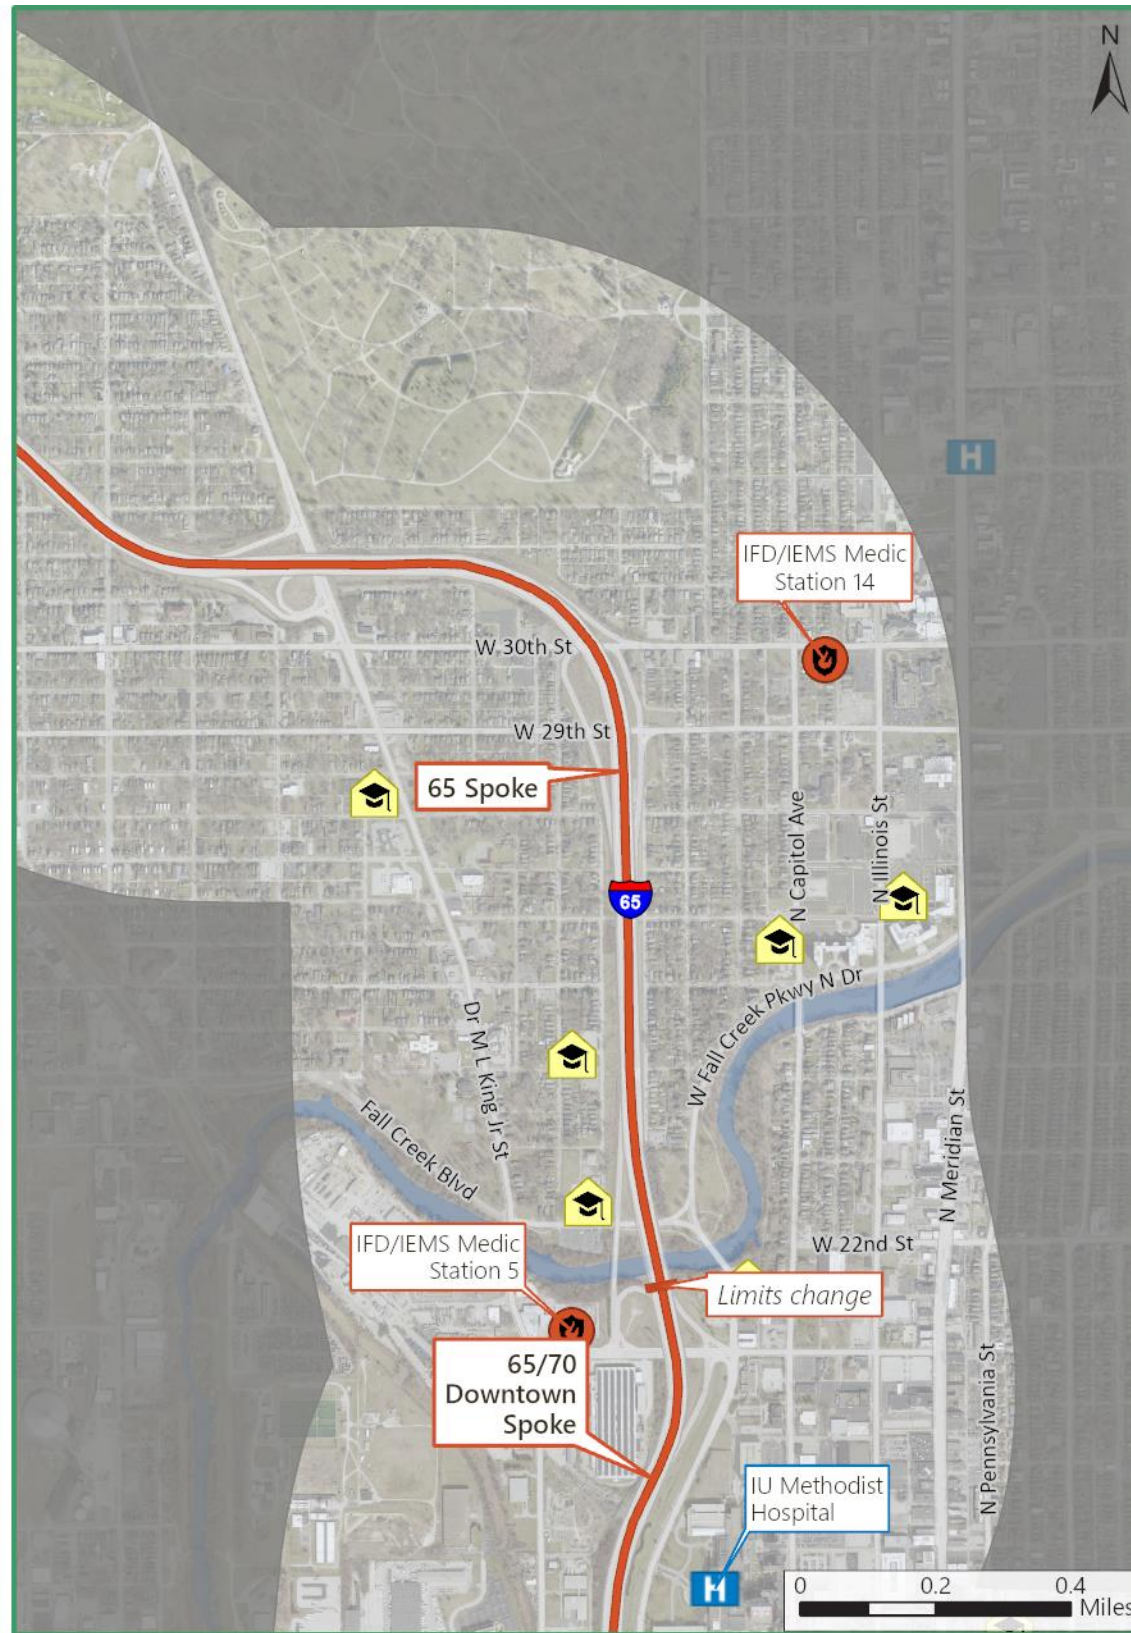 N
H
IFD/IEMS Medic
Station 14
W 30th St
W 29th St
65 Spoke
N Capitol Ave
N Illinois St
65
W Fall Creek Pkwy N Dr
Dr M L King Jr St
Fall Creek Blvd
N Meridian St
W 22nd St
IFD/IEMS Medic
Station 5
Limits change
65/70
Downtown
Spoke
N Pennsylvania St
IU Methodist
Hospital
H
0 0.2 0.4
Miles